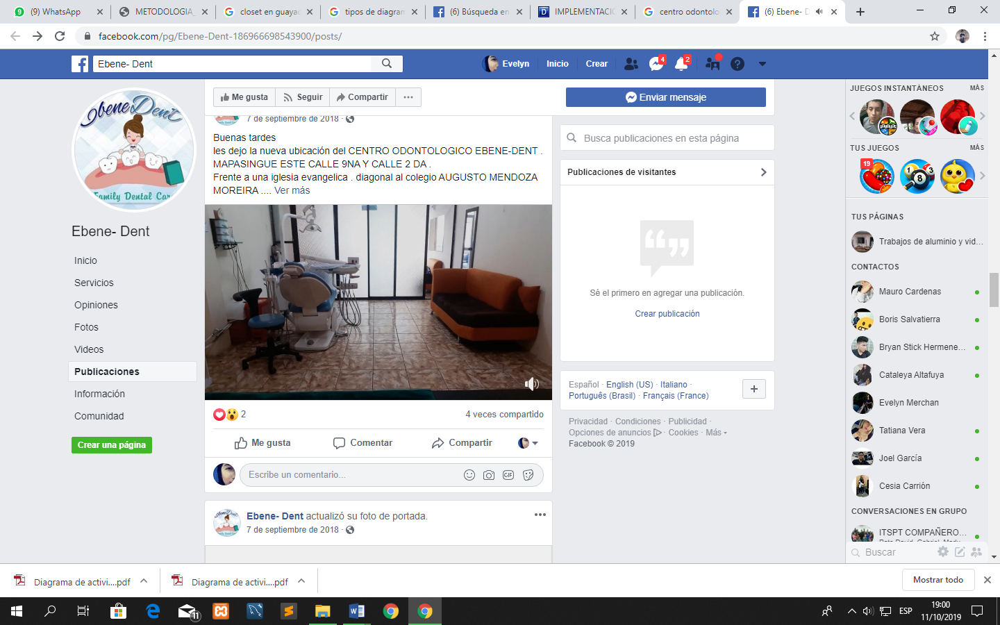 (9) WhatsApp
METODOLOGIA_
closet en guayaq
tipos de diagram
(6) Búsqueda en
IMPLEMENTACIÓ
centro odontolog
(6) Ebene- D
facebook.com/pg/Ebene-Dent-186966698543900/posts/
Ebene- Dent
Evelyn
Inicio
Crear
4
2
Me gusta
Seguir
Compartir
Enviar mensaje
7 de septiembre de 2018 ·
Buenas tardes
les dejo la nueva ubicación del CENTRO ODONTOLOGICO EBENE-DENT .
MAPASINGUE ESTE CALLE 9NA Y CALLE 2 DA .
Frente a una iglesia evangelica . diagonal al colegio AUGUSTO MENDOZA
MOREIRA .... Ver más
EbeneDent
Family Dental Care
Ebene- Dent
Inicio
Servicios
Opiniones
Fotos
Videos
Publicaciones
Información
Comunidad
Crear una página
2
4 veces compartido
Me gusta
Comentar
Compartir
Escribe un comentario...
GIF
Ebene- Dent actualizó su foto de portada.
7 de septiembre de 2018 ·
Busca publicaciones en esta página
Publicaciones de visitantes
Sé el primero en agregar una publicación.
Crear publicación
Español · English (US) · Italiano ·
Português (Brasil) · Français (France)
Privacidad · Condiciones · Publicidad ·
Opciones de anuncios · Cookies · Más
Facebook © 2019
JUEGOS INSTANTÁNEOS
MÁS
TUS JUEGOS
MÁS
19
8
TUS PÁGINAS
Trabajos de aluminio y vid...
CONTACTOS
Mauro Cardenas
Boris Salvatierra
Bryan Stick Hermene...
Cataleya Altafuya
Evelyn Merchan
Tatiana Vera
Joel García
Cesia Carrión
CONVERSACIONES EN GRUPO
ITSPT COMPAÑERO...
Buscar
Diagrama de activi....pdf
Diagrama de activi....pdf
Mostrar todo
11
ESP
19:00
11/10/2019